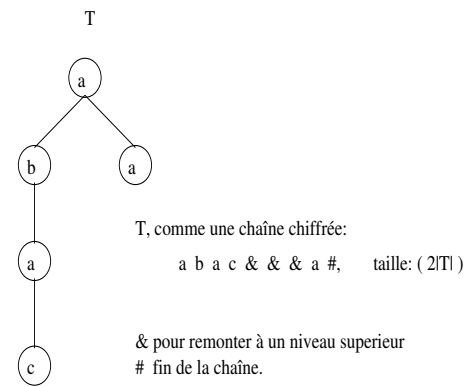 T
a
b
a
a
c
T, comme une chaîne chiffrée:
a b a c & & & a #, taille: ( 2|T| )
& pour remonter à un niveau superieur
# fin de la chaîne.